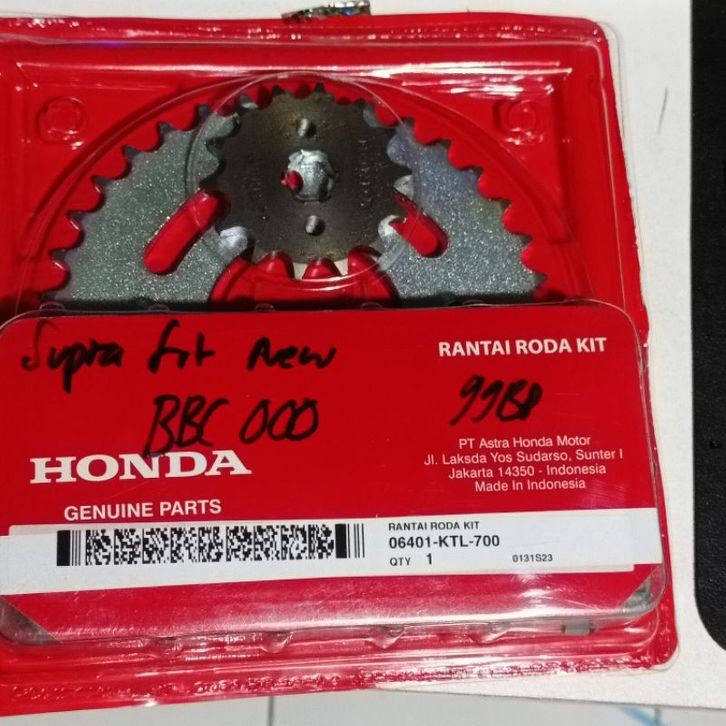 Supra fit new
RANTAI RODA KIT
BBC 000
HONDA
GENUINE PARTS
PT Astra Honda Motor
Jl. Laksda Yos Sudarso, Sunter I
Jakarta 14350 - Indonesia
Made In Indonesia
RANTAI RODA KIT
06401-KTL-700
QTY 1
0131S23